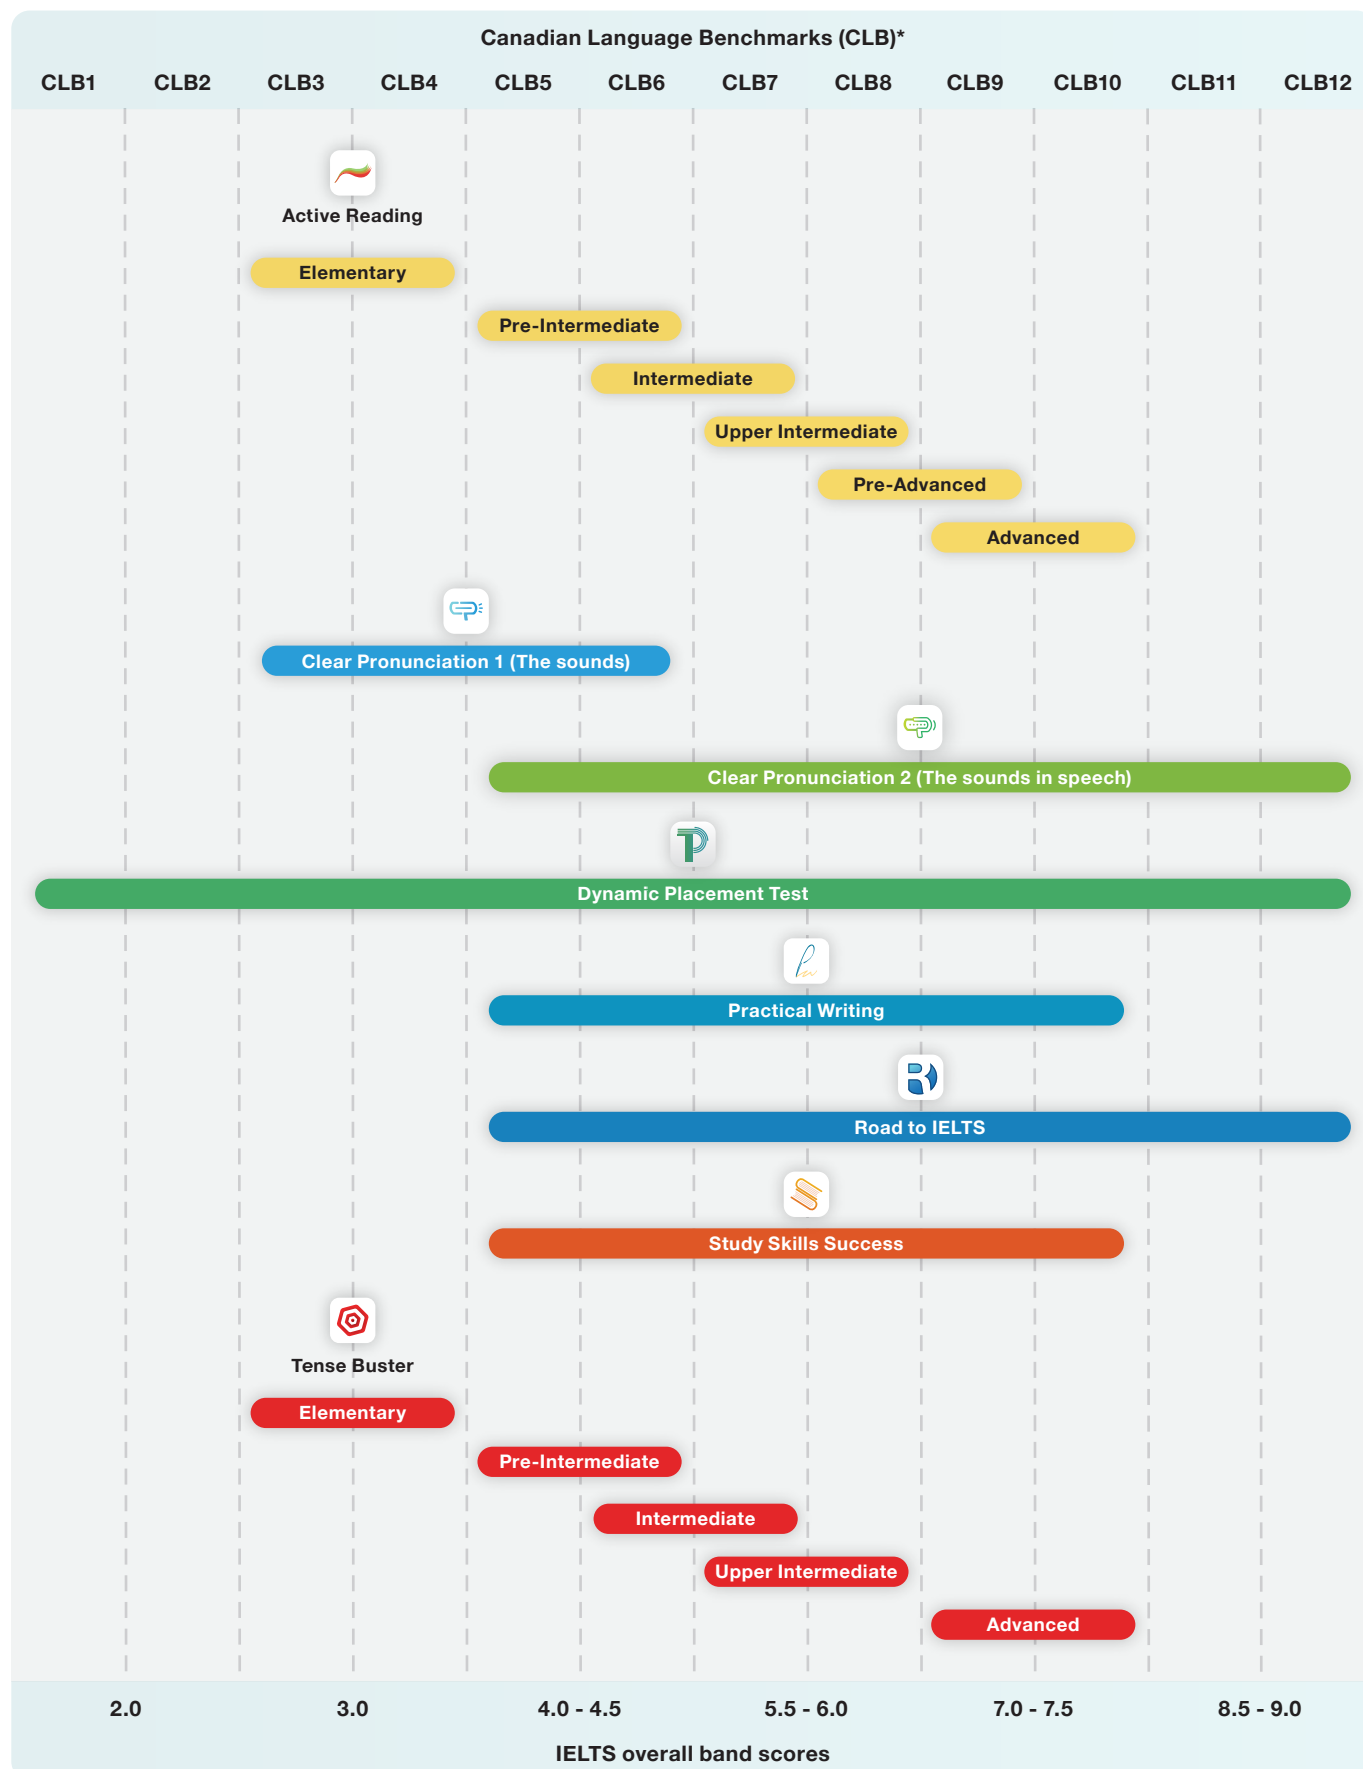 Canadian Language Benchmarks (CLB)*
CLB1 CLB2 CLB3 CLB4 CLB5 CLB6 CLB7 CLB8 CLB9 CLB10 CLB11 CLB12
Active Reading
Elementary
Pre-Intermediate
Intermediate
Upper Intermediate
Pre-Advanced
Advanced
Clear Pronunciation 1 (The sounds)
Clear Pronunciation 2 (The sounds in speech)
Dynamic Placement Test
Practical Writing
Road to IELTS
Study Skills Success
Tense Buster
Elementary
Pre-Intermediate
Intermediate
Upper Intermediate
Advanced
2.0 3.0 4.0 - 4.5 5.5 - 6.0 7.0 - 7.5 8.5 - 9.0
IELTS overall band scores